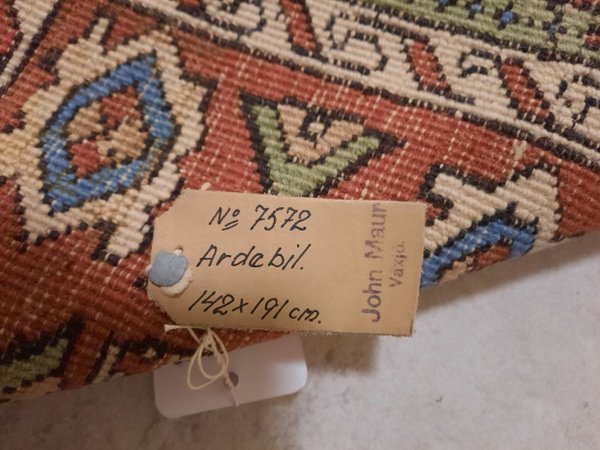 № 7572
Ardebil.
142x191 cm.
John Maur
Växjö.